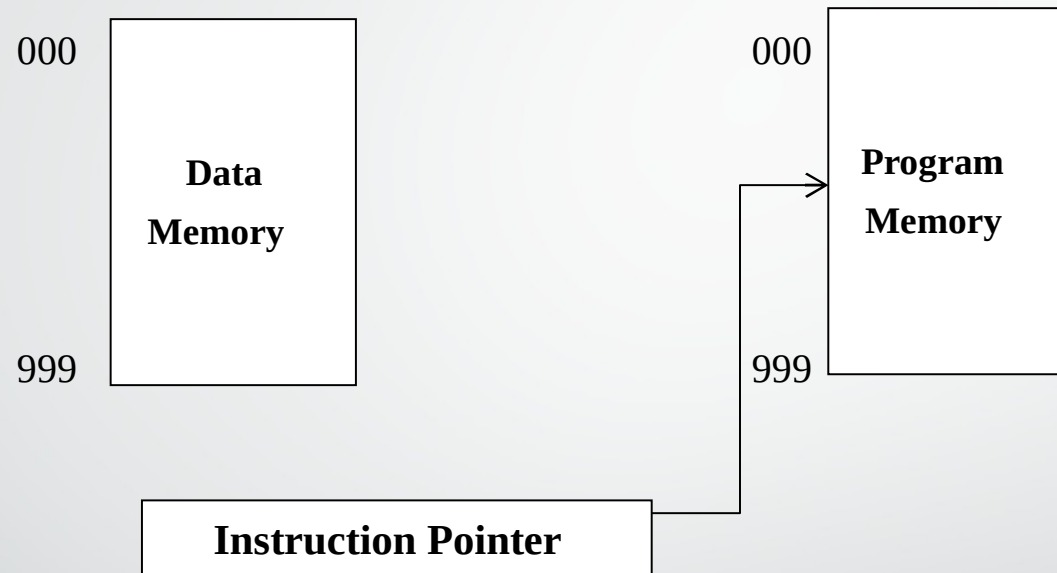 000
Data
Memory
999
000
Program
Memory
999
Instruction Pointer